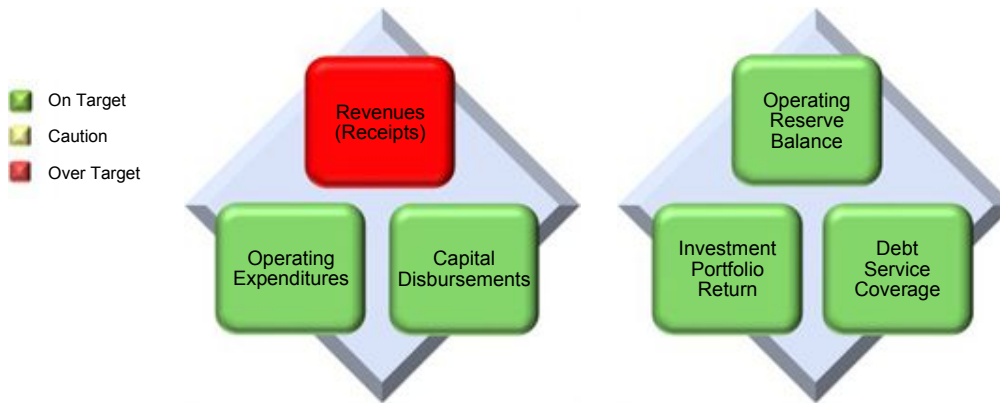 On Target
Caution
Over Target
Revenues
(Receipts)
Operating
Expenditures
Capital
Disbursements
Operating
Reserve
Balance
Investment
Portfolio
Return
Debt
Service
Coverage